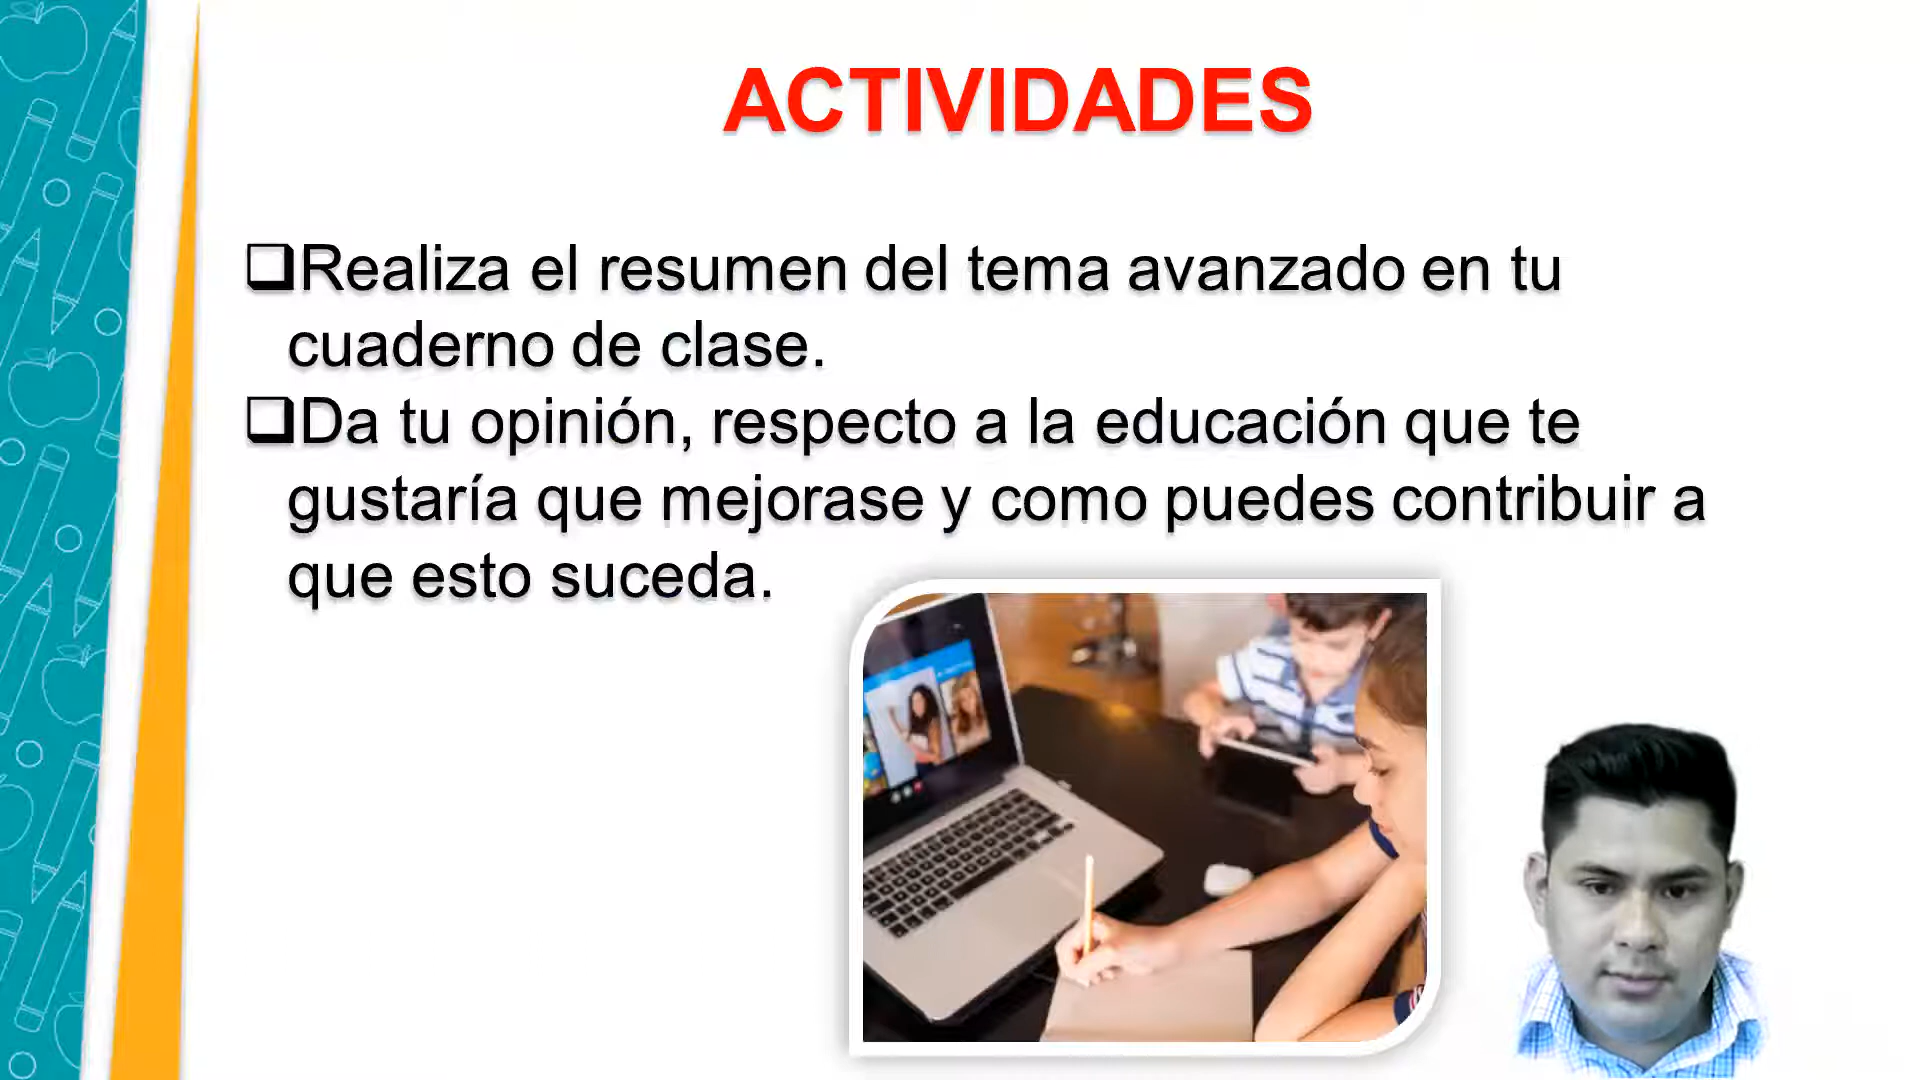 ACTIVIDADES
❑Realiza el resumen del tema avanzado en tu
cuaderno de clase.
❑Da tu opinión, respecto a la educación que te
gustaría que mejorase y como puedes contribuir a
que esto suceda.